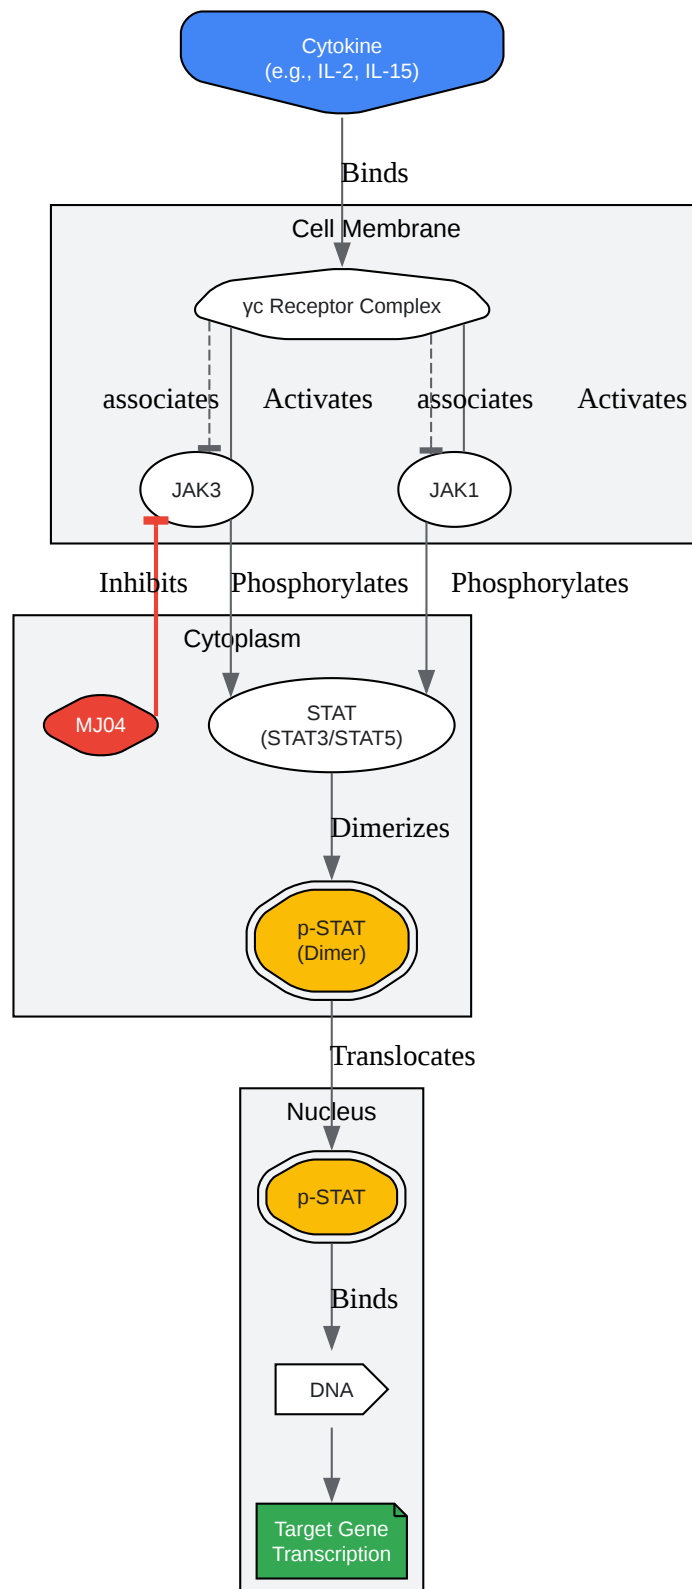 Cytokine
(e.g., IL-2, IL-15)
Binds
Cell Membrane
γc Receptor Complex
associates
Activates
associates
Activates
JAK3
JAK1
Inhibits
Phosphorylates
Phosphorylates
Cytoplasm
MJ04
STAT
(STAT3/STAT5)
Dimerizes
p-STAT
(Dimer)
Translocates
Nucleus
p-STAT
Binds
DNA
Target Gene
Transcription